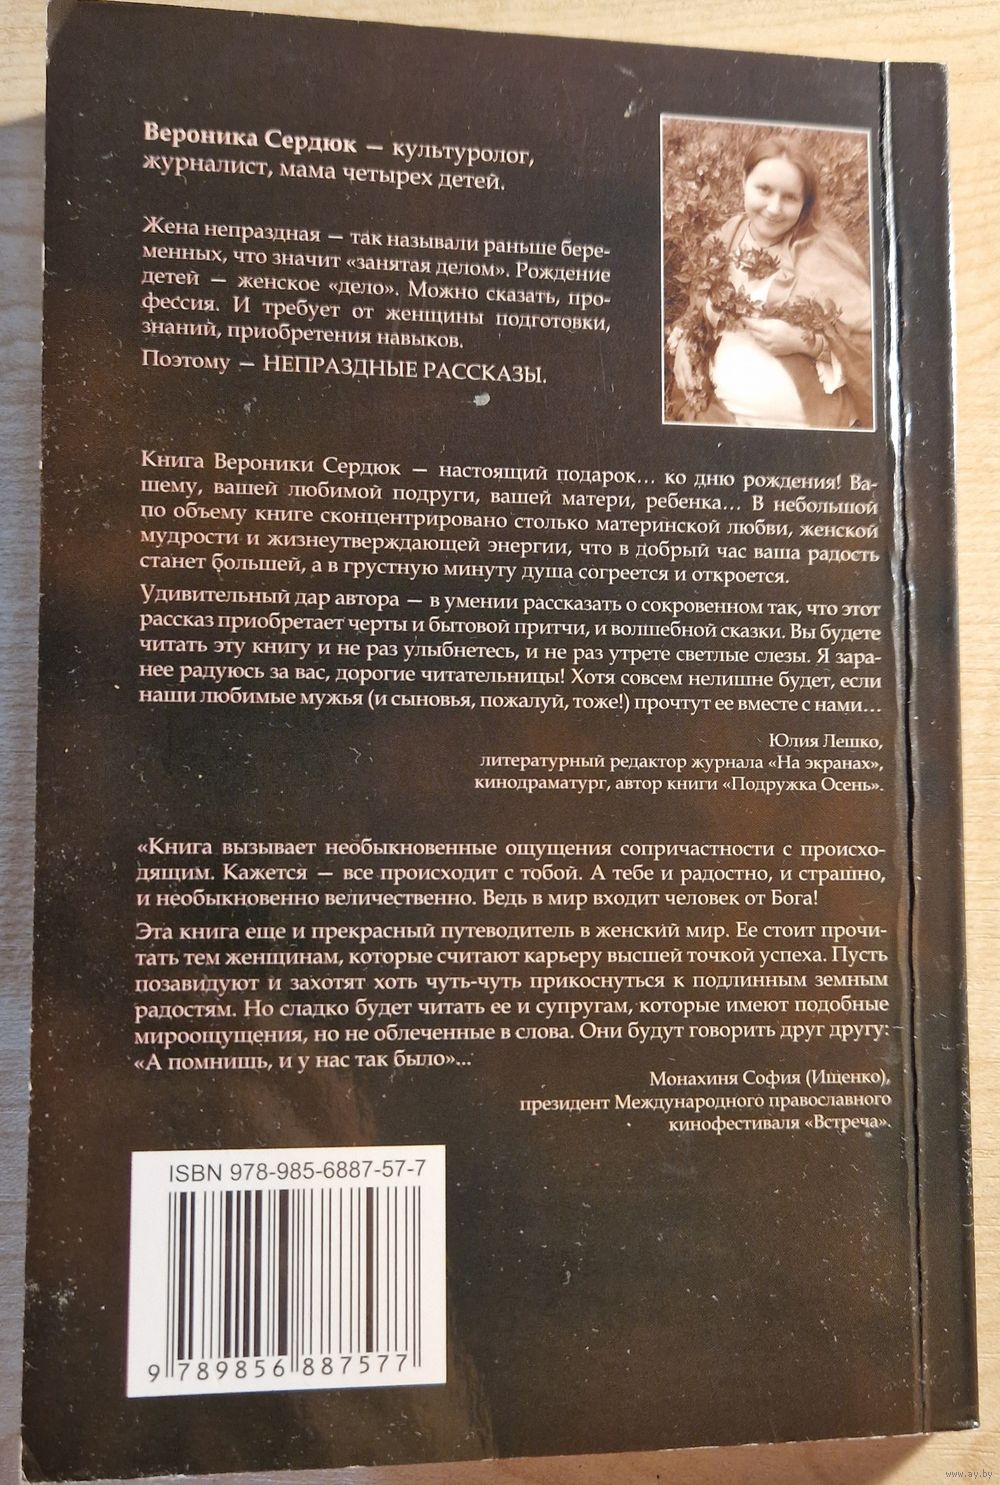 Вероника Сердюк — культуролог,
журналист, мама четырех детей.
Жена непраздная — так называли раньше бере-
менных, что значит «занятая делом». Рождение
детей — женское «дело». Можно сказать, про-
фессия. И требует от женщины подготовки,
знаний, приобретения навыков.
Поэтому — НЕПРАЗДНЫЕ РАССКАЗЫ.
Книга Вероники Сердюк — настоящий подарок... ко дню рождения! Ва-
шему, вашей любимой подруги, вашей матери, ребенка... В небольшой
по объему книге сконцентрировано столько материнской любви, женской
мудрости и жизнеутверждающей энергии, что в добрый час ваша радость
станет большей, а в грустную минуту душа согреется и откроется.
Удивительный дар автора — в умении рассказать о сокровенном так, что этот
рассказ приобретает черты и бытовой притчи, и волшебной сказки. Вы будете
читать эту книгу и не раз улыбнетесь, и не раз утрете светлые слезы. Я зара-
нее радуюсь за вас, дорогие читательницы! Хотя совсем нелишне будет, если
наши любимые мужья (и сыновья, пожалуй, тоже!) прочтут ее вместе с нами...
Юлия Лешко,
литературный редактор журнала «На экранах»,
кинодраматург, автор книги «Подружка Осень».
«Книга вызывает необыкновенные ощущения сопричастности с происхо-
дящим. Кажется — все происходит с тобой. А тебе и радостно, и страшно,
и необыкновенно величественно. Ведь в мир входит человек от Бога!
Эта книга еще и прекрасный путеводитель в женский мир. Ее стоит прочи-
тать тем женщинам, которые считают карьеру высшей точкой успеха. Пусть
позавидуют и захотят хоть чуть-чуть прикоснуться к подлинным земным
радостям. Но сладко будет читать ее и супругам, которые имеют подобные
мироощущения, но не облеченные в слова. Они будут говорить друг другу:
«А помнишь, и у нас так было»...
Монахиня София (Ищенко),
президент Международного православного
кинофестиваля «Встреча».
ISBN 978-985-6887-57-7
9 789856 887577
www.ay.by